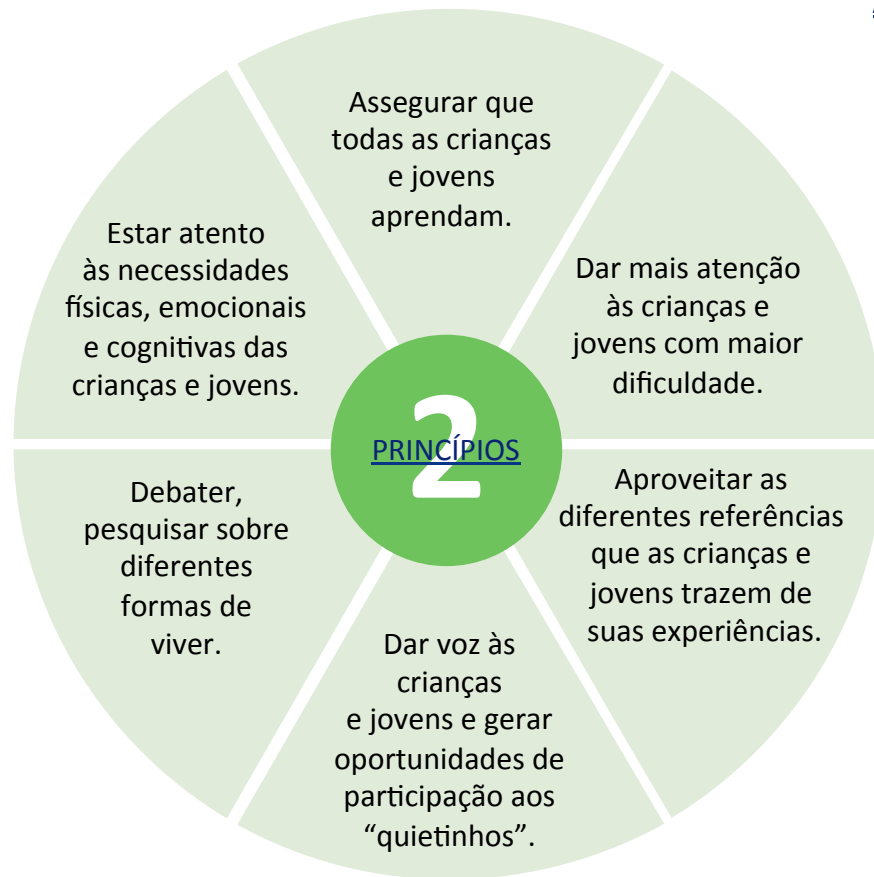 Assegurar que
todas as crianças
e jovens
aprendam.
Dar mais atenção
às crianças e
jovens com maior
dificuldade.
Aproveitar as
diferentes referências
que as crianças e
jovens trazem de
suas experiências.
Dar voz às
crianças
e jovens e gerar
oportunidades de
participação aos
“quietinhos”.
Debater,
pesquisar sobre
diferentes
formas de
viver.
Estar atento
às necessidades
físicas, emocionais
e cognitivas das
crianças e jovens.
2
PRINCÍPIOS